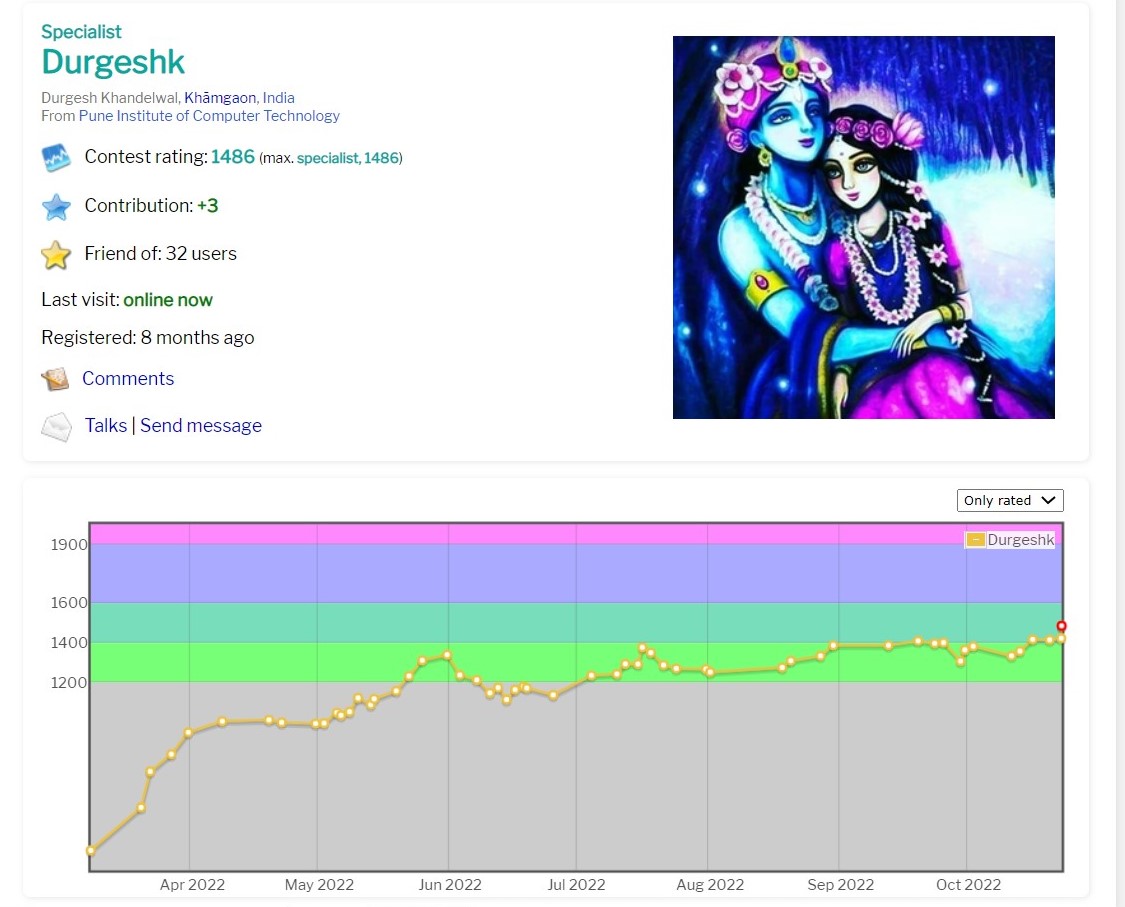 Specialist
Durgeshk
Durgesh Khandelwal, Khāmgaon, India
From Pune Institute of Computer Technology
Contest rating: 1486 (max. specialist, 1486)
Contribution: +3
Friend of: 32 users
Last visit: online now
Registered: 8 months ago
Comments
Talks | Send message
Only rated
Durgeshk
1900
1600
1400
1200
Apr 2022 May 2022 Jun 2022 Jul 2022 Aug 2022 Sep 2022 Oct 2022